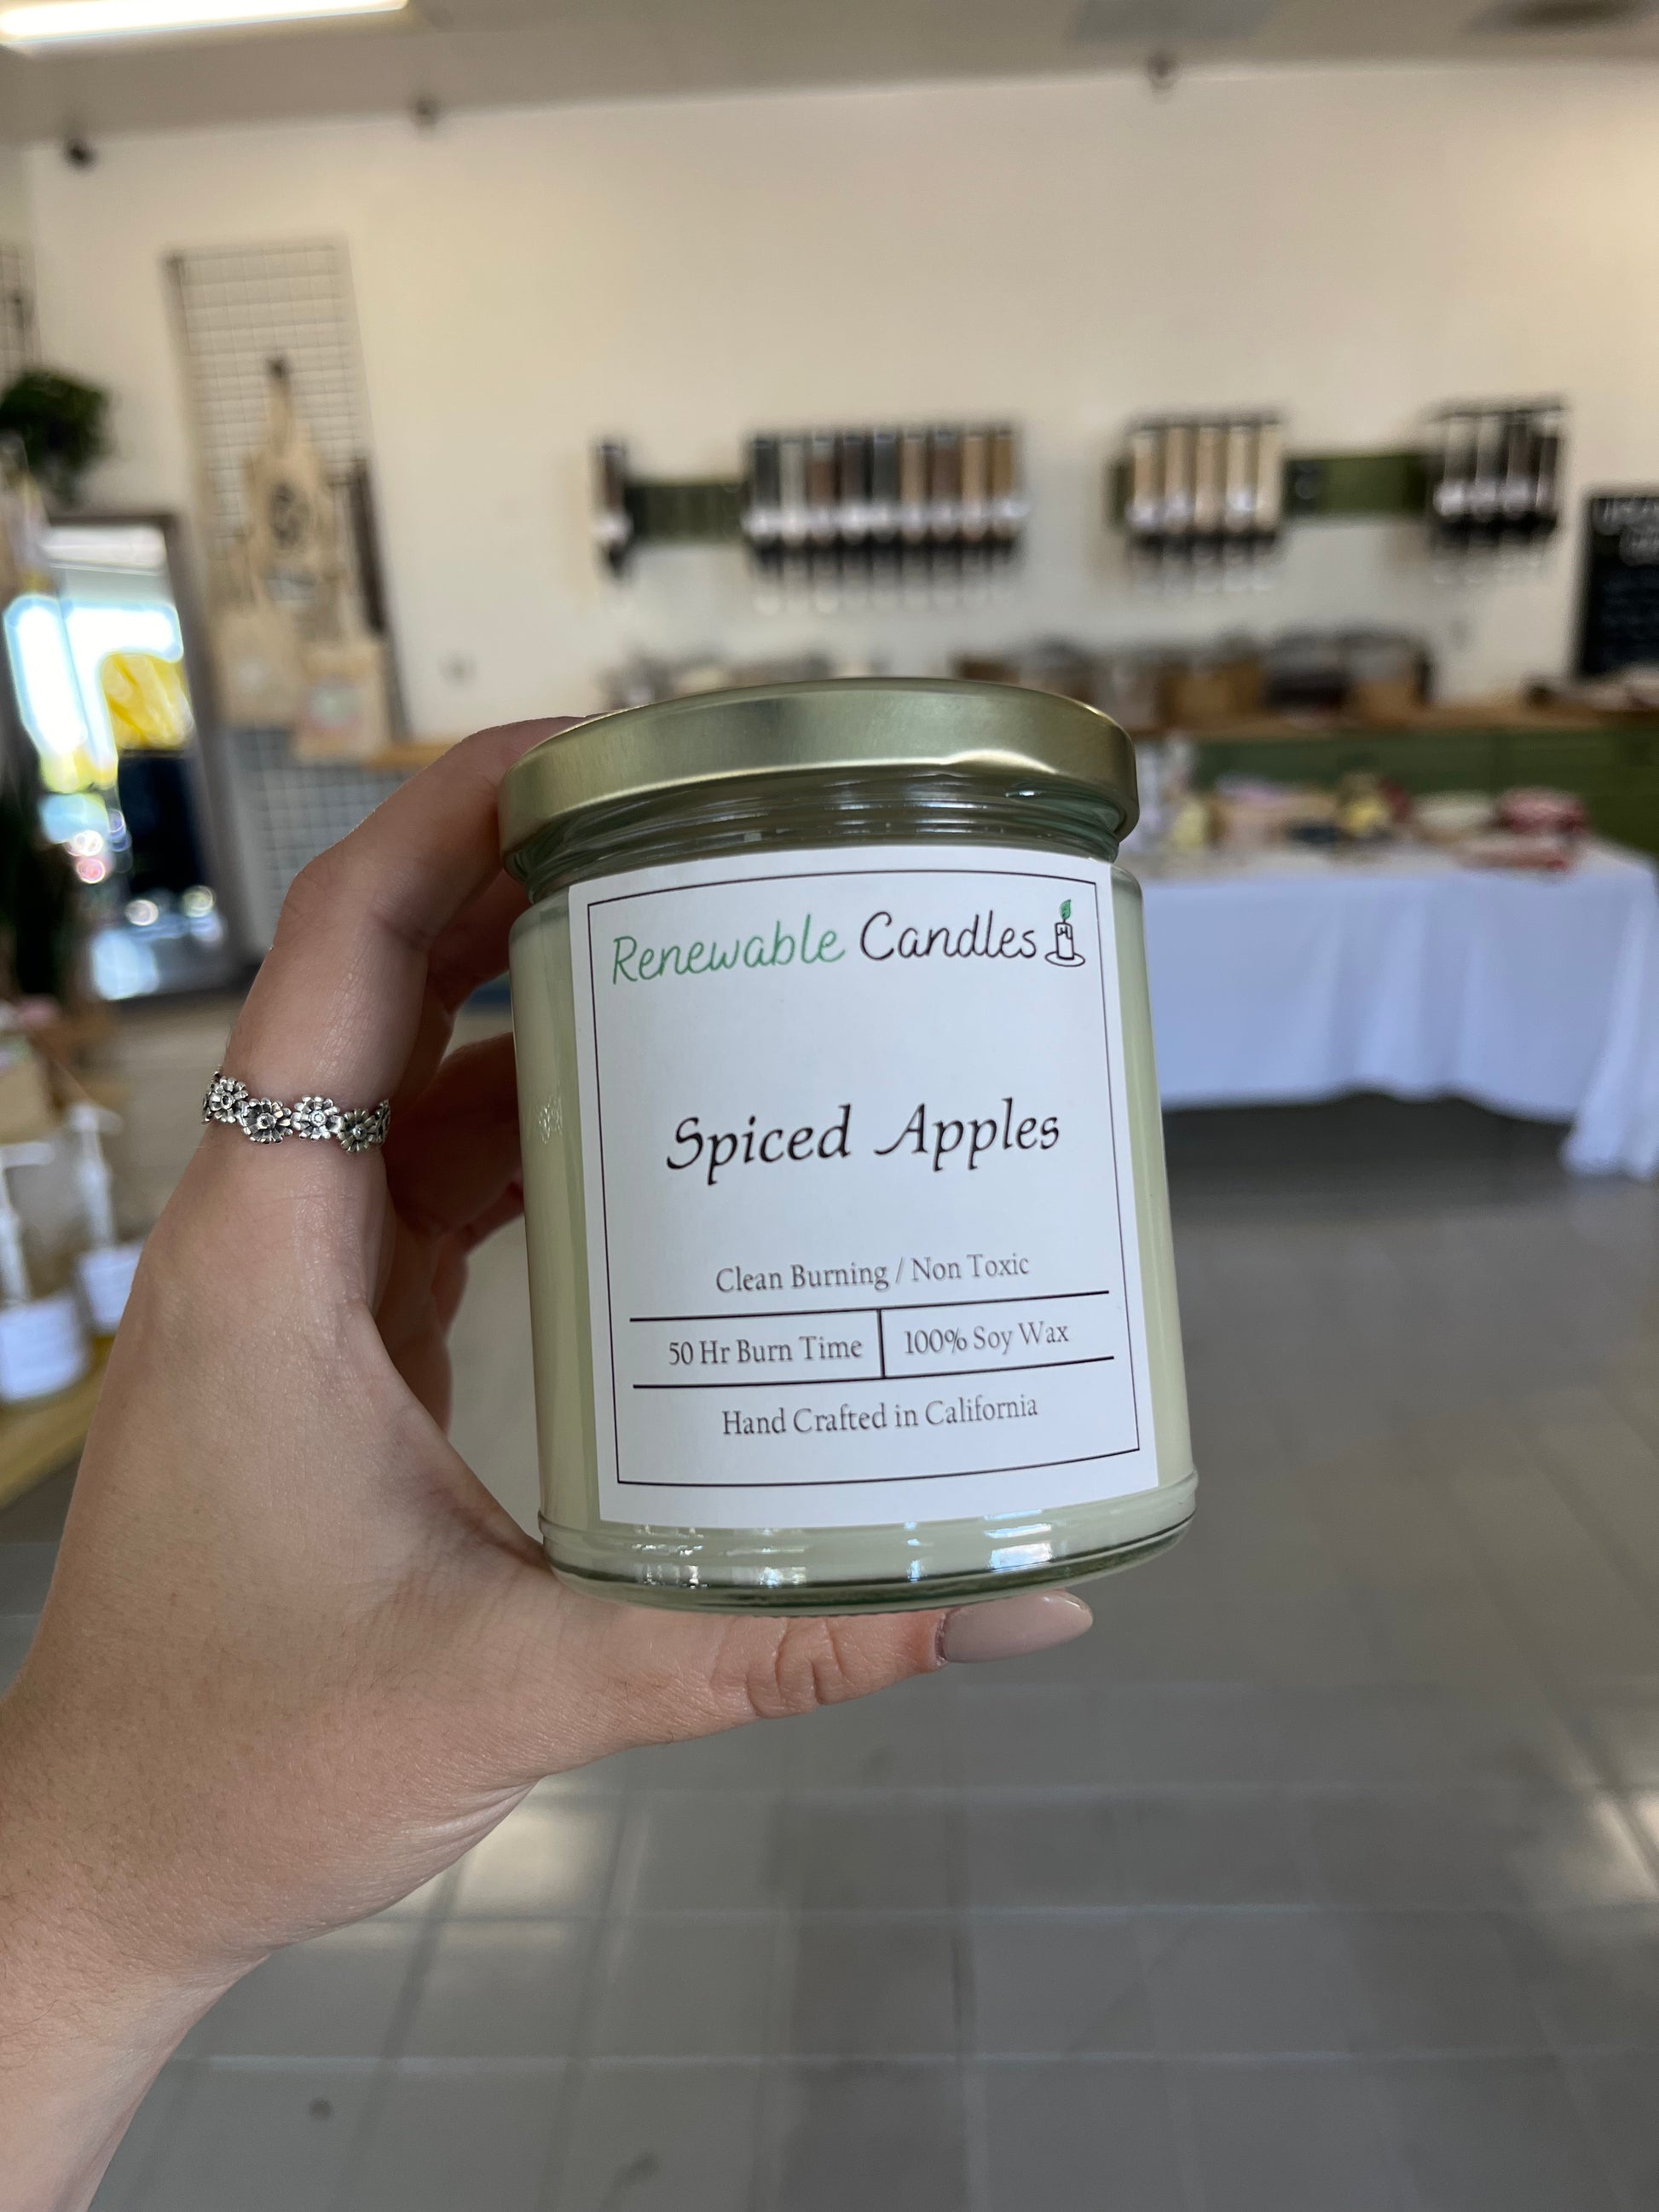 Renewable Candles
Spiced Apples
Clean Burning / Non Toxic
50 Hr Burn Time
100% Soy Wax
Hand Crafted in California